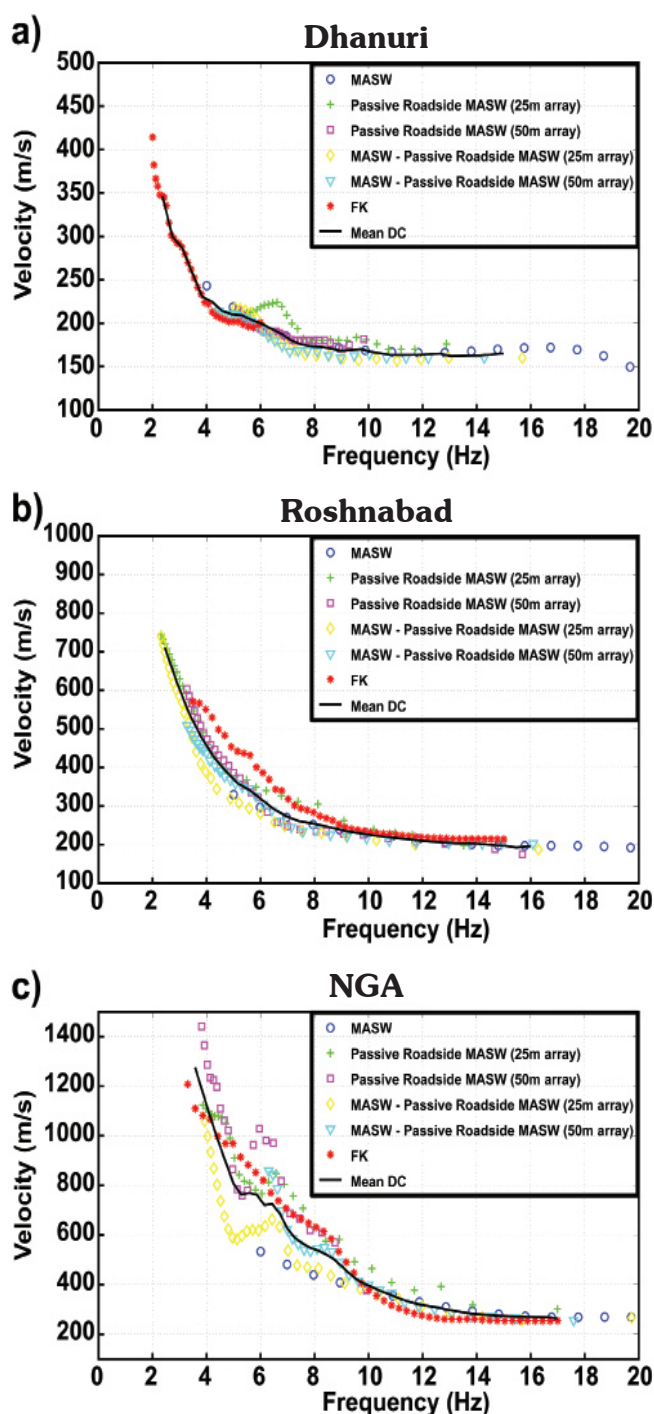 a)
Dhanuri
500
450
400
350
300
250
200
150
100
Velocity (m/s)
MASW
Passive Roadside MASW (25m array)
Passive Roadside MASW (50m array)
MASW - Passive Roadside MASW (25m array)
MASW - Passive Roadside MASW (50m array)
FK
Mean DC
0 2 4 6 8 10 12 14 16 18 20
Frequency (Hz)
b)
Roshnabad
1000
900
800
700
600
500
400
300
200
100
Velocity (m/s)
MASW
Passive Roadside MASW (25m array)
Passive Roadside MASW (50m array)
MASW - Passive Roadside MASW (25m array)
MASW - Passive Roadside MASW (50m array)
FK
Mean DC
0 2 4 6 8 10 12 14 16 18 20
Frequency (Hz)
c)
NGA
1400
1200
1000
800
600
400
200
Velocity (m/s)
MASW
Passive Roadside MASW (25m array)
Passive Roadside MASW (50m array)
MASW - Passive Roadside MASW (25m array)
MASW - Passive Roadside MASW (50m array)
FK
Mean DC
0 2 4 6 8 10 12 14 16 18 20
Frequency (Hz)